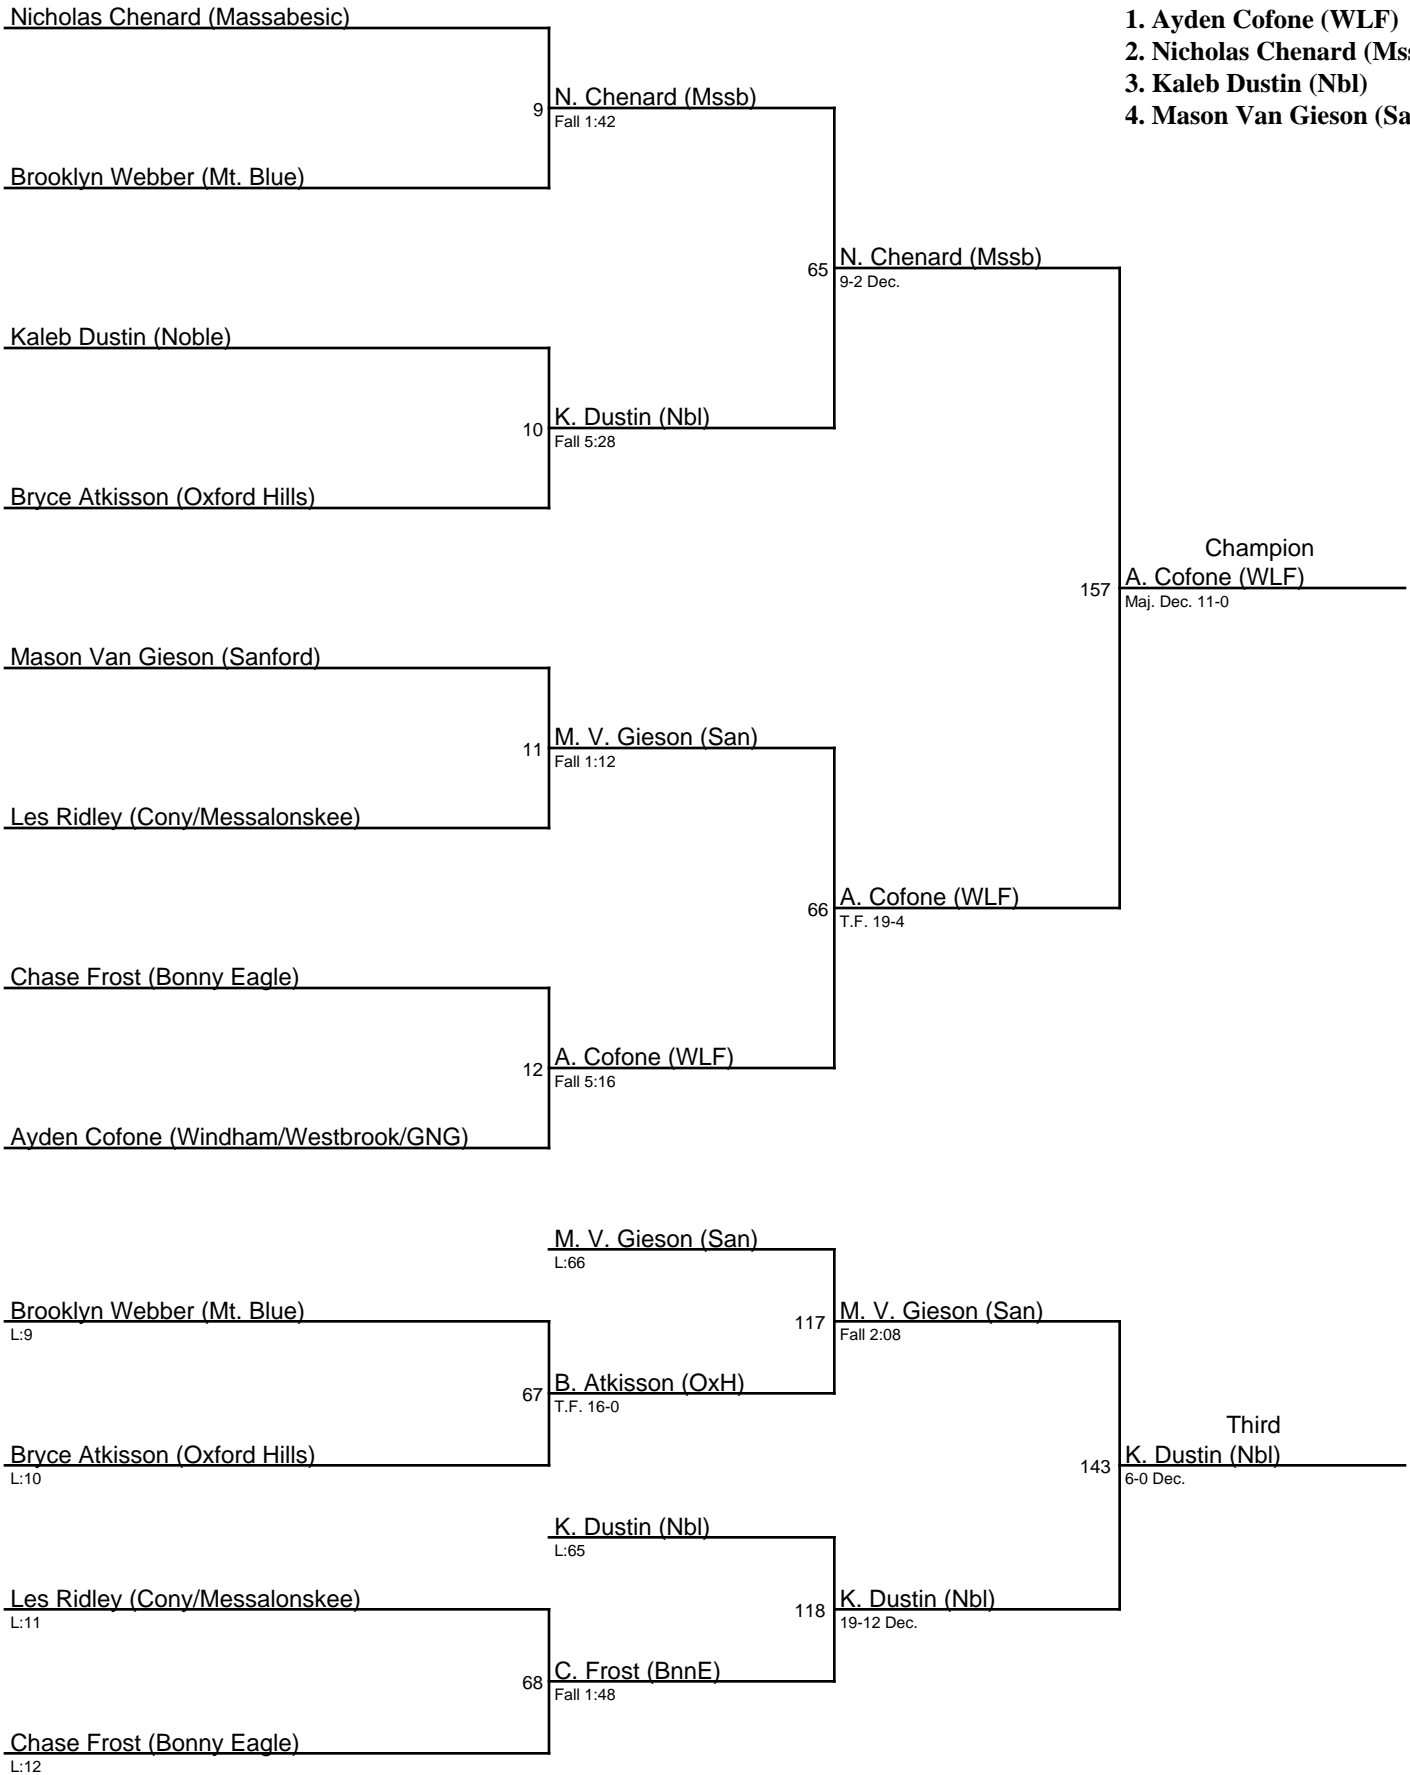 Nicholas Chenard (Massabesic)
1. Ayden Cofone (WLF)
2. Nicholas Chenard (Mss
3. Kaleb Dustin (Nbl)
4. Mason Van Gieson (Sa
9
N. Chenard (Mssb)
Fall 1:42
Brooklyn Webber (Mt. Blue)
65
N. Chenard (Mssb)
9-2 Dec.
Kaleb Dustin (Noble)
10
K. Dustin (Nbl)
Fall 5:28
Bryce Atkisson (Oxford Hills)
Champion
157
A. Cofone (WLF)
Maj. Dec. 11-0
Mason Van Gieson (Sanford)
11
M. V. Gieson (San)
Fall 1:12
Les Ridley (Cony/Messalonskee)
66
A. Cofone (WLF)
T.F. 19-4
Chase Frost (Bonny Eagle)
12
A. Cofone (WLF)
Fall 5:16
Ayden Cofone (Windham/Westbrook/GNG)
M. V. Gieson (San)
L:66
Brooklyn Webber (Mt. Blue)
L:9
117
M. V. Gieson (San)
Fall 2:08
67
B. Atkisson (OxH)
T.F. 16-0
Bryce Atkisson (Oxford Hills)
L:10
Third
143
K. Dustin (Nbl)
6-0 Dec.
K. Dustin (Nbl)
L:65
Les Ridley (Cony/Messalonskee)
L:11
118
K. Dustin (Nbl)
19-12 Dec.
68
C. Frost (BnnE)
Fall 1:48
Chase Frost (Bonny Eagle)
L:12